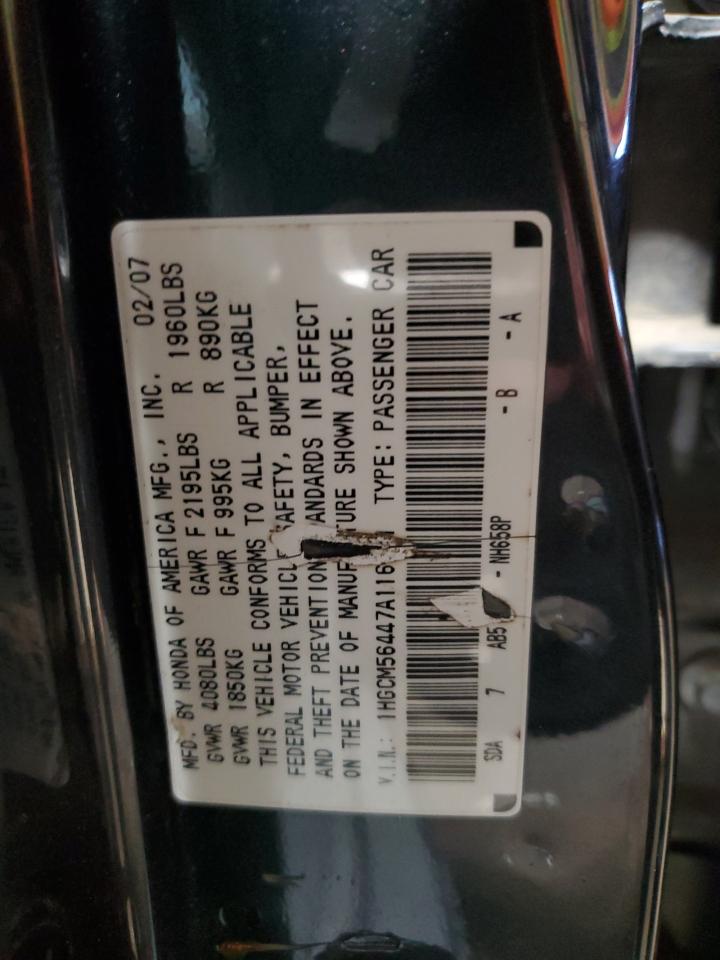 MFD. BY HONDA OF AMERICA MFG., INC. 02/07
GVWR 4080LBS GAWR F 2195LBS R 1960LBS
GVWR 1850KG GAWR F 995KG R 890KG
THIS VEHICLE CONFORMS TO ALL APPLICABLE
FEDERAL MOTOR VEHICLE SAFETY, BUMPER,
AND THEFT PREVENTION STANDARDS IN EFFECT
ON THE DATE OF MANUFACTURE SHOWN ABOVE.
V.I.N.: 1HGCM56447A116 TYPE: PASSENGER CAR
SDA 7 AB5 - NH658P - B - A